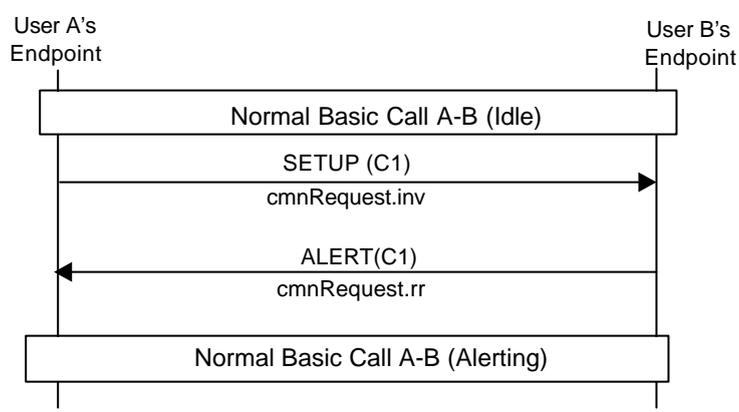 User A's
Endpoint
User B's
Endpoint
Normal Basic Call A-B (Idle)
SETUP (C1)
cmnRequest.inv
ALERT(C1)
cmnRequest.rr
Normal Basic Call A-B (Alerting)